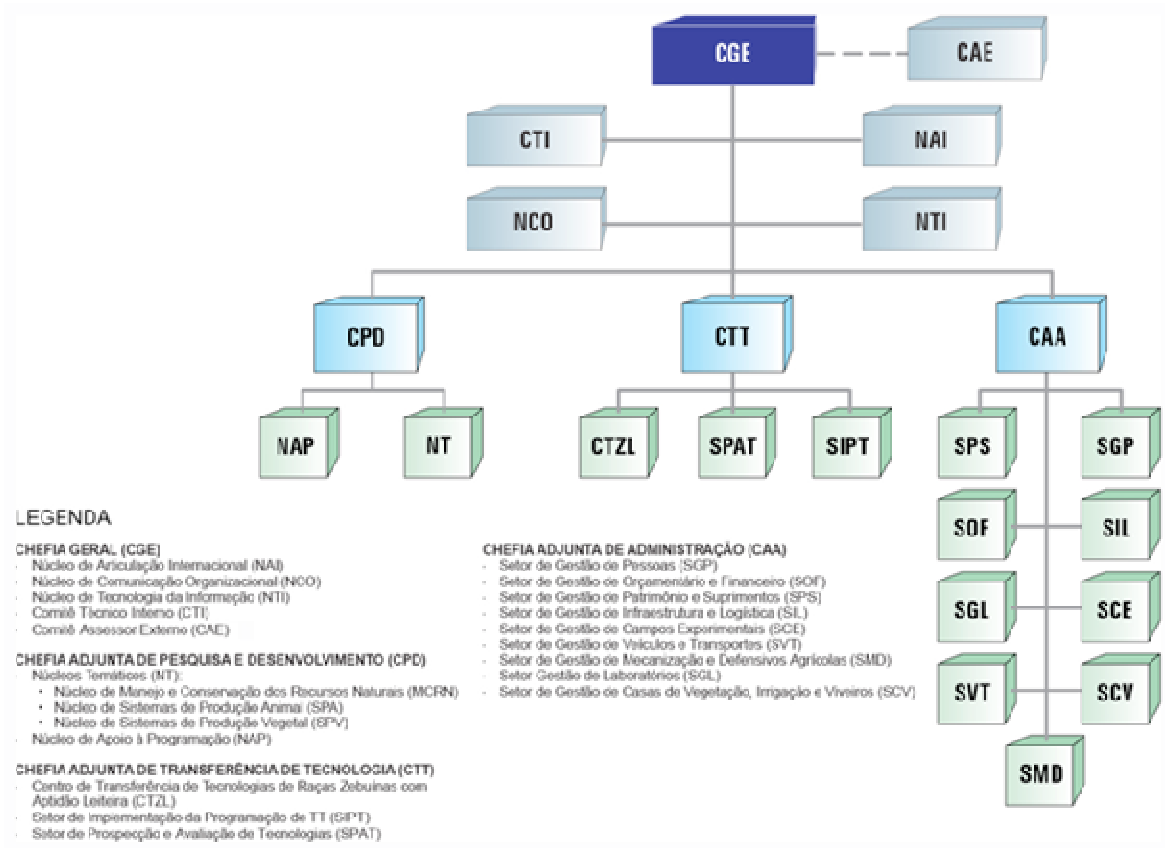 CGE
CAE
CTI
NAI
NCO
NTI
CPD
CTT
CAA
NAP
NT
CTZL
SPAT
SIPT
SPS
SGP
SOF
SIL
SGL
SCE
SVT
SCV
SMD
LEGENDA
CHEFIA GERAL (CGE)
- Núcleo de Articulação Internacional (NAI)
- Núcleo de Comunicação Organizacional (NCO)
- Núcleo de Tecnologia da Informação (NTI)
- Comitê Técnico Interno (CTI)
- Comitê Assessor Externo (CAE)
CHEFIA ADJUNTA DE PESQUISA E DESENVOLVIMENTO (CPD)
- Núcleos Temáticos (NT):
• Núcleo de Manejo e Conservação dos Recursos Naturais (MCRN)
• Núcleo de Sistemas de Produção Animal (SPA)
• Núcleo de Sistemas de Produção Vegetal (SPV)
- Núcleo de Apoio à Programação (NAP)
CHEFIA ADJUNTA DE TRANSFERÊNCIA DE TECNOLOGIA (CTT)
- Centro de Transferência de Tecnologias de Raças Zebuínas com
Aptidão Leiteira (CTZL)
- Setor de Implementação da Programação de TT (SIPT)
- Setor de Prospecção e Avaliação de Tecnologias (SPAT)
CHEFIA ADJUNTA DE ADMINISTRAÇÃO (CAA)
- Setor de Gestão de Pessoas (SGP)
- Setor de Gestão de Orçamentário e Financeiro (SOF)
- Setor de Gestão de Patrimônio e Suprimentos (SPS)
- Setor de Gestão de Infraestrutura e Logística (SIL)
- Setor de Gestão de Campos Experimentais (SCE)
- Setor de Gestão de Veículos e Transportes (SVT)
- Setor de Gestão de Mecanização e Defensivos Agrícolas (SMD)
- Setor Gestão de Laboratórios (SGL)
- Setor de Gestão de Casas de Vegetação, Irrigação e Viveiros (SCV)